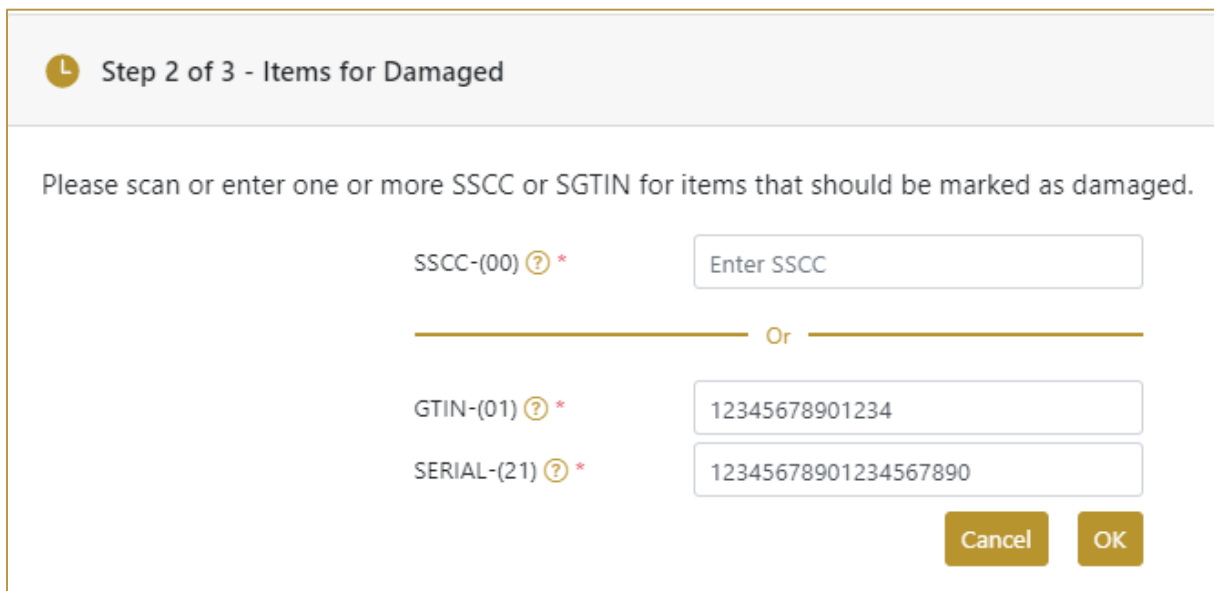 Step 2 of 3 - Items for Damaged
Please scan or enter one or more SSCC or SGTIN for items that should be marked as damaged.
SSCC-(00) ? * Enter SSCC
Or
GTIN-(01) ? * 12345678901234
SERIAL-(21) ? * 12345678901234567890
Cancel OK